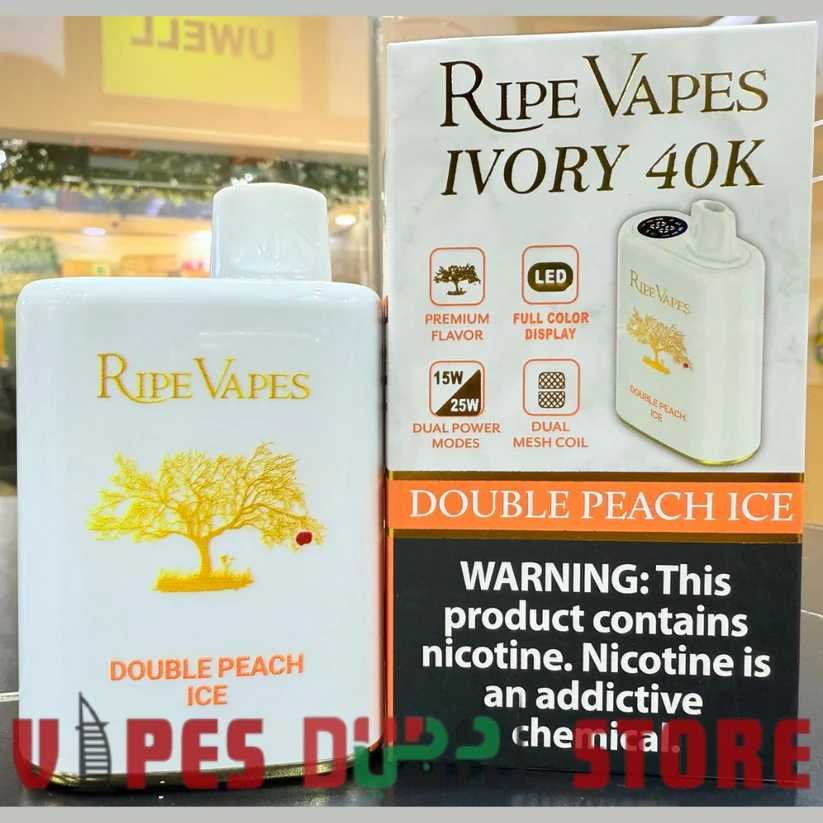 UWELL
RIPE VAPES
DOUBLE PEACH
ICE
RIPE VAPES
IVORY 40K
PREMIUM
FLAVOR
LED
FULL COLOR
DISPLAY
15W
25W
DUAL POWER
MODES
DUAL
MESH COIL
RIPE VAPES
DOUBLE PEACH
ICE
DOUBLE PEACH ICE
WARNING: This
product contains
nicotine. Nicotine is
an addictive
chemical.
VAPES DUبي STORE